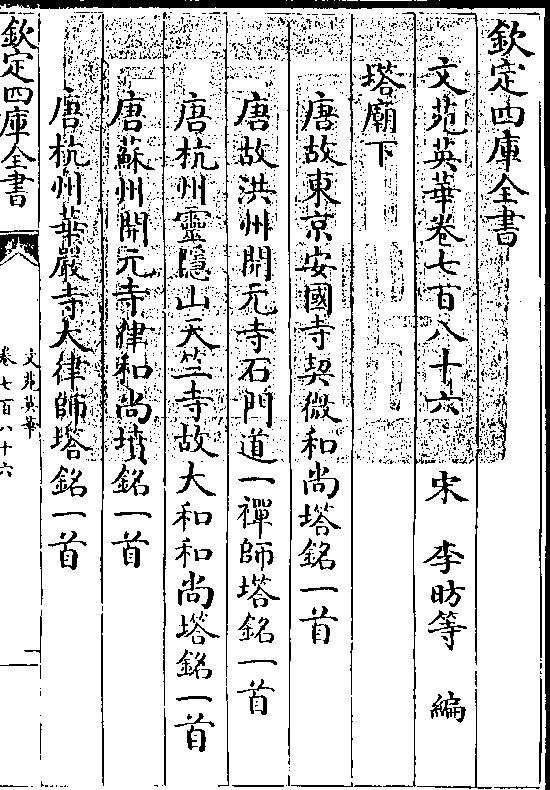 欽定四庫全書
文苑英華卷七百八十六 宋 李昉等 編
塔廟下
唐故東京安國寺契微和尚塔銘一首
唐故洪州開元寺石門道一禪師塔銘一首
唐杭州靈隱山天竺寺故大和和尚塔銘一首
唐蘇州開元寺律和尚墳銘一首
唐杭州華嚴寺大律師塔銘一首
欽定四庫全書
文苑英華
卷七百八十六
一